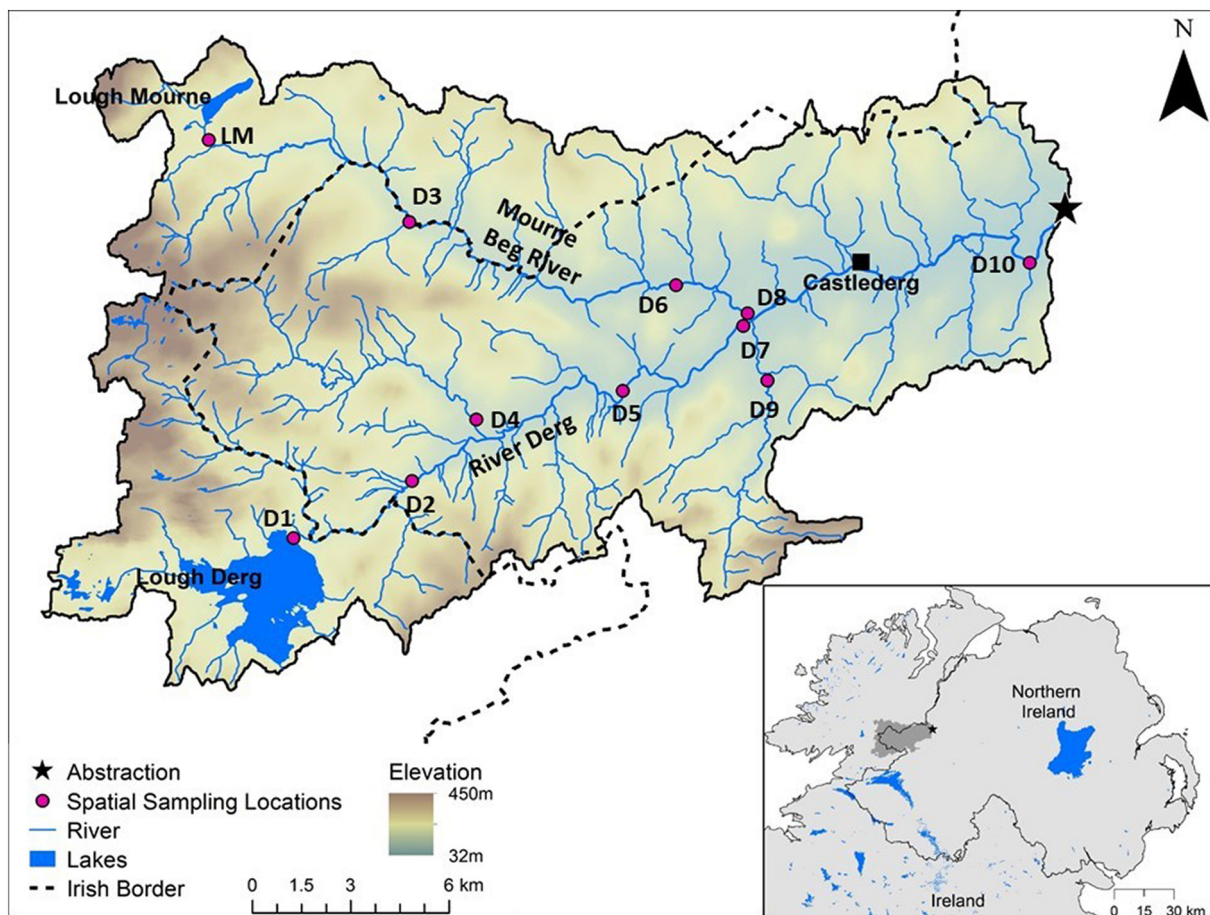 N
Lough Mourne
LM
D3
Mourne
Beg River
D6
D8
Castlederg
D10
D7
D5
D9
D4
River Derg
D2
D1
Lough Derg
Abstraction
Spatial Sampling Locations
River
Lakes
Irish Border
Elevation
450m
32m
0 1.5 3 6 km
Northern
Ireland
Ireland
0 15 30 km